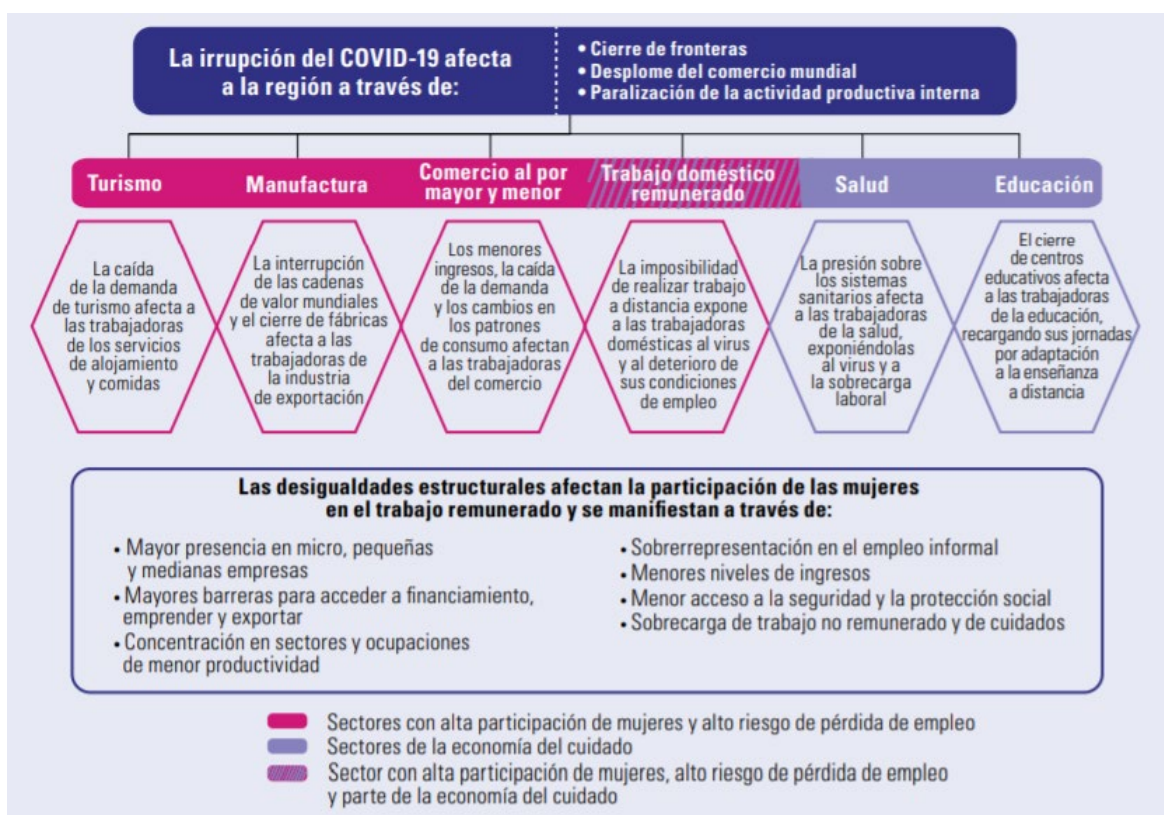 La irrupción del COVID-19 afecta
a la región a través de:
• Cierre de fronteras
• Desplome del comercio mundial
• Paralización de la actividad productiva interna
Turismo
Manufactura
Comercio al por
mayor y menor
Trabajo doméstico
remunerado
Salud
Educación
La caída
de la demanda
de turismo afecta a
las trabajadoras
de los servicios
de alojamiento
y comidas
La interrupción
de las cadenas
de valor mundiales
y el cierre de fábricas
afecta a las
trabajadoras de
la industria
de exportación
Los menores
ingresos, la caída
de la demanda
y los cambios en
los patrones
de consumo afectan
a las trabajadoras
del comercio
La imposibilidad
de realizar trabajo
a distancia expone
a las trabajadoras
domésticas al virus
y al deterioro de
sus condiciones
de empleo
La presión sobre
los sistemas
sanitarios afecta
a las trabajadoras
de la salud,
exponiéndolas
al virus y a
la sobrecarga
laboral
El cierre
de centros
educativos afecta
a las trabajadoras
de la educación,
recargando sus jornadas
por adaptación
a la enseñanza
a distancia
Las desigualdades estructurales afectan la participación de las mujeres
en el trabajo remunerado y se manifiestan a través de:
• Mayor presencia en micro, pequeñas
y medianas empresas
• Mayores barreras para acceder a financiamiento,
emprender y exportar
• Concentración en sectores y ocupaciones
de menor productividad
• Sobrerrepresentación en el empleo informal
• Menores niveles de ingresos
• Menor acceso a la seguridad y la protección social
• Sobrecarga de trabajo no remunerado y de cuidados
Sectores con alta participación de mujeres y alto riesgo de pérdida de empleo
Sectores de la economía del cuidado
Sector con alta participación de mujeres, alto riesgo de pérdida de empleo
y parte de la economía del cuidado